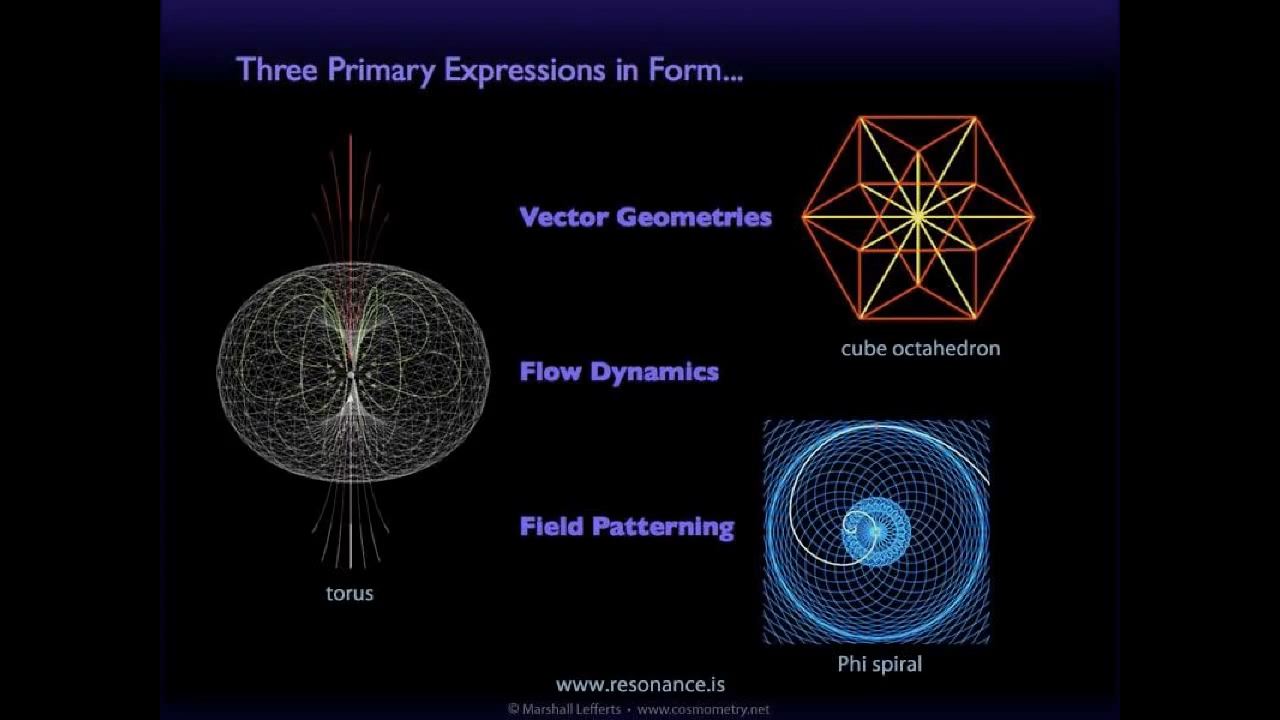 Three Primary Expressions in Form...
Vector Geometries
cube octahedron
Flow Dynamics
Field Patterning
torus
Phi spiral
www.resonance.is
© Marshall Lefferts • www.cosmometry.net